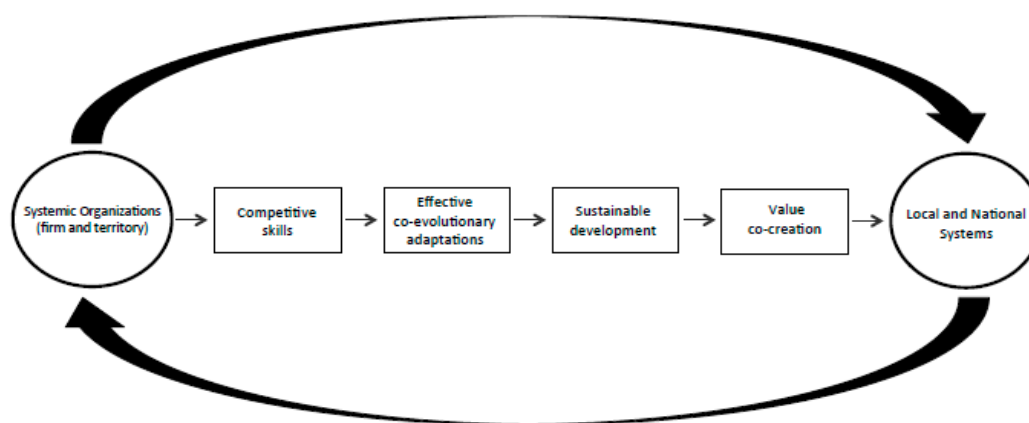 Systemic Organizations
(firm and territory)
Competitive
skills
Effective
co-evolutionary
adaptations
Sustainable
development
Value
co-creation
Local and National
Systems